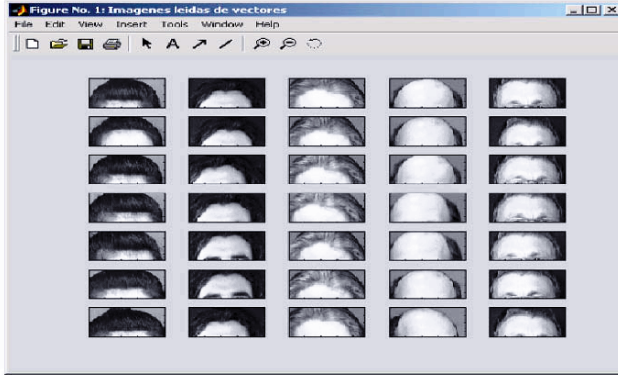 Figure No. 1: Imagenes leidas de vectores
File Edit View Insert Tools Window Help
A